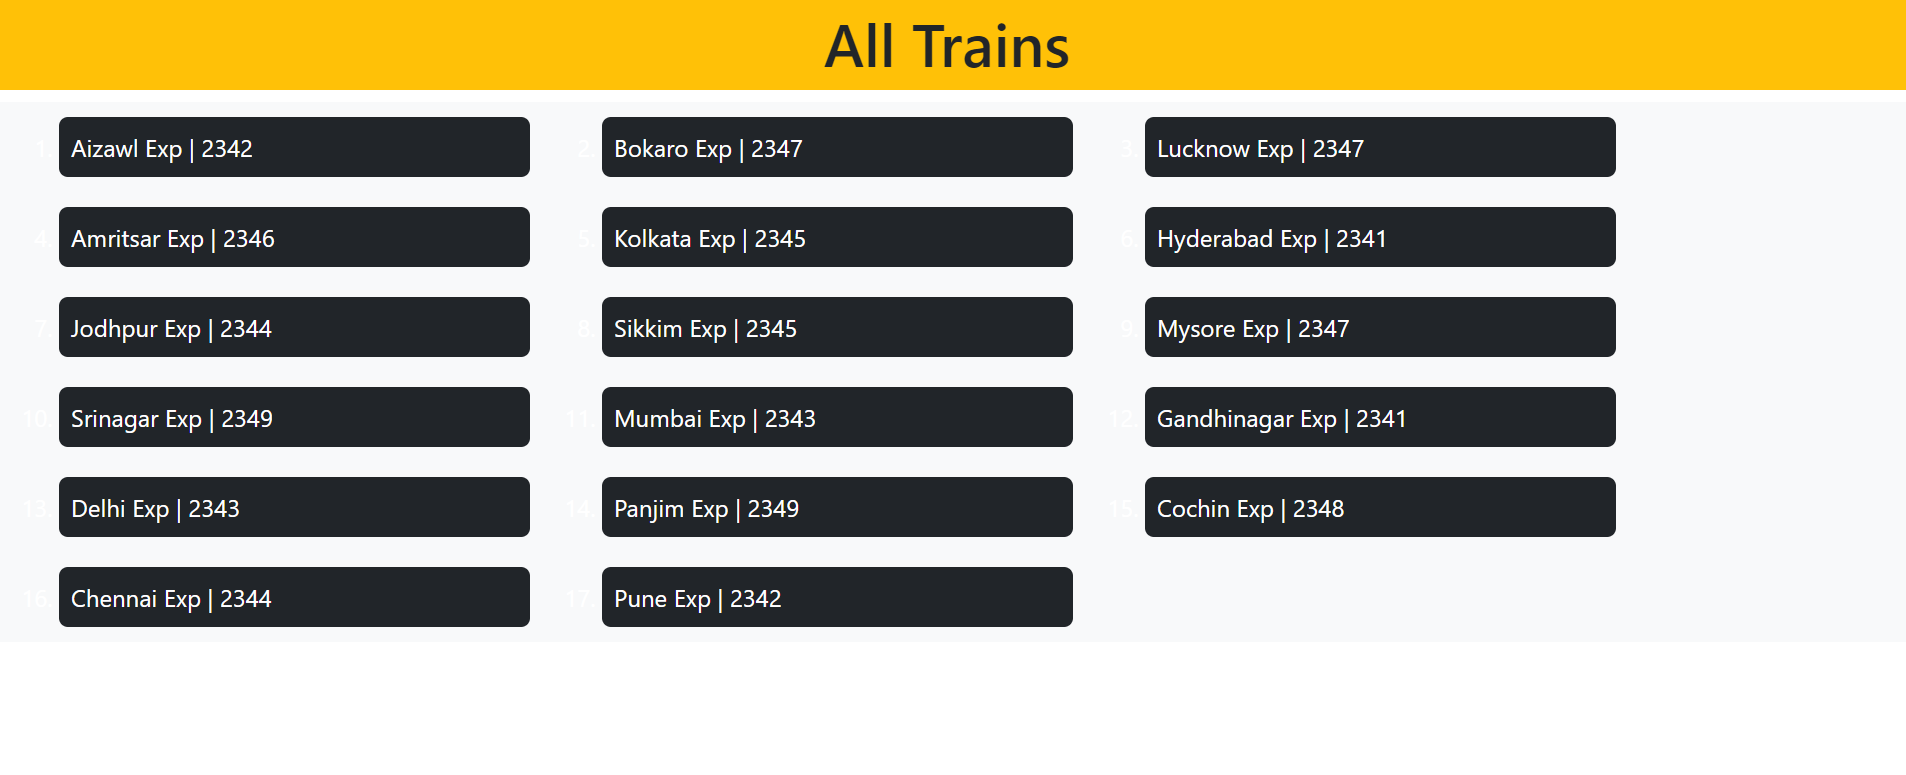 All Trains
1. Aizawl Exp | 2342
2. Bokaro Exp | 2347
3. Lucknow Exp | 2347
4. Amritsar Exp | 2346
5. Kolkata Exp | 2345
6. Hyderabad Exp | 2341
7. Jodhpur Exp | 2344
8. Sikkim Exp | 2345
9. Mysore Exp | 2347
10. Srinagar Exp | 2349
11. Mumbai Exp | 2343
12. Gandhinagar Exp | 2341
13. Delhi Exp | 2343
14. Panjim Exp | 2349
15. Cochin Exp | 2348
16. Chennai Exp | 2344
17. Pune Exp | 2342